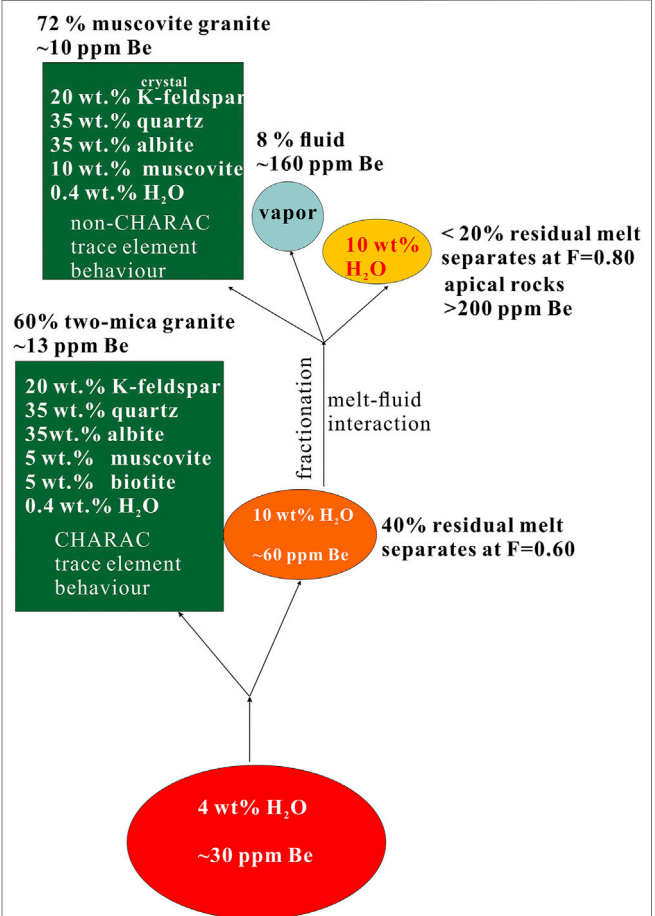 72 % muscovite granite
~10 ppm Be
crystal
20 wt.% K-feldspar
35 wt.% quartz
35 wt.% albite
10 wt.% muscovite
0.4 wt.% H₂O
non-CHARAC
trace element
behaviour
8 % fluid
~160 ppm Be
vapor
10 wt%
H₂O
< 20% residual melt
separates at F=0.80
apical rocks
>200 ppm Be
60% two-mica granite
~13 ppm Be
20 wt.% K-feldspar
35 wt.% quartz
35wt.% albite
5 wt.% muscovite
5 wt.% biotite
0.4 wt.% H₂O
CHARAC
trace element
behaviour
fractionation
melt-fluid
interaction
10 wt% H₂O
~60 ppm Be
40% residual melt
separates at F=0.60
4 wt% H₂O
~30 ppm Be